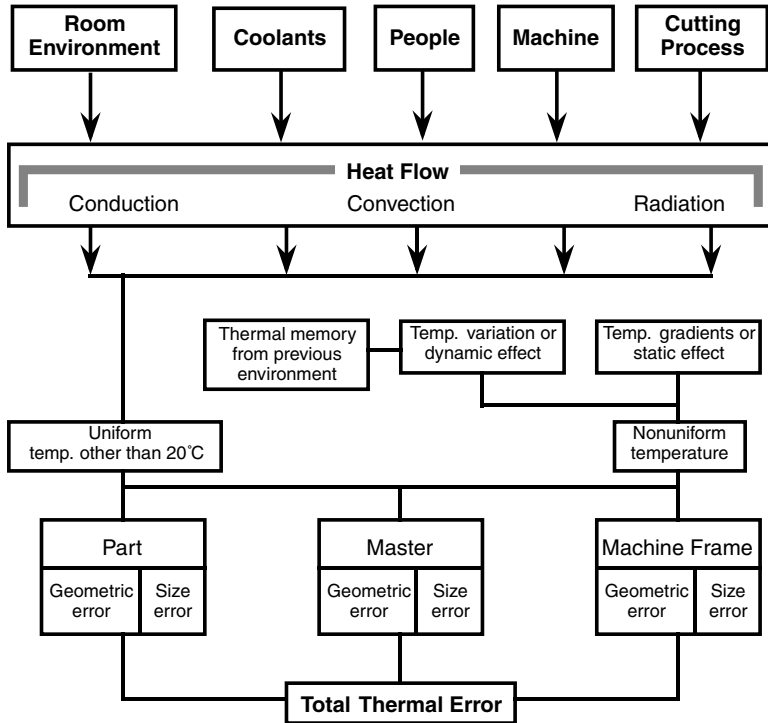 Room
Environment
Coolants
People
Machine
Cutting
Process
Heat Flow
Conduction
Convection
Radiation
Thermal memory
from previous
environment
Temp. variation or
dynamic effect
Temp. gradients or
static effect
Uniform
temp. other than 20°C
Nonuniform
temperature
Part
Geometric
error
Size
error
Master
Geometric
error
Size
error
Machine Frame
Geometric
error
Size
error
Total Thermal Error